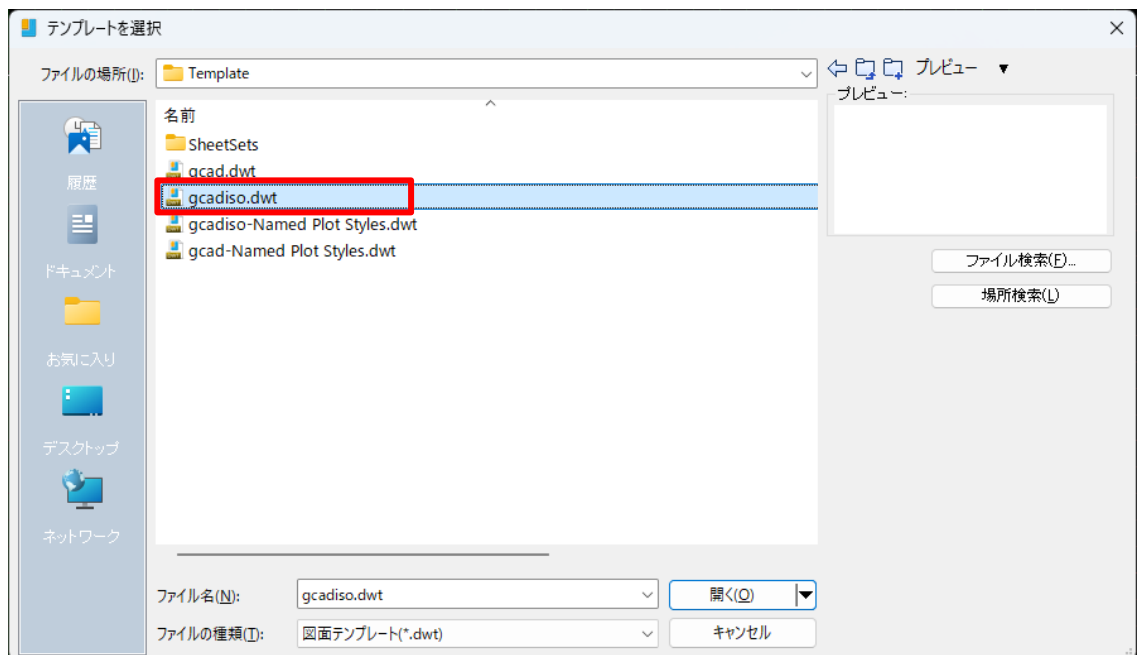 テンプレートを選択
ファイルの場所(I):
Template
プレビュー ▼
プレビュー:
名前
SheetSets
gcad.dwt
gcadiso.dwt
gcadiso-Named Plot Styles.dwt
gcad-Named Plot Styles.dwt
履歴
ドキュメント
お気に入り
デスクトップ
ネットワーク
ファイル検索(F)...
場所検索(L)
ファイル名(N):
gcadiso.dwt
開く(O)
ファイルの種類(T):
図面テンプレート(*.dwt)
キャンセル